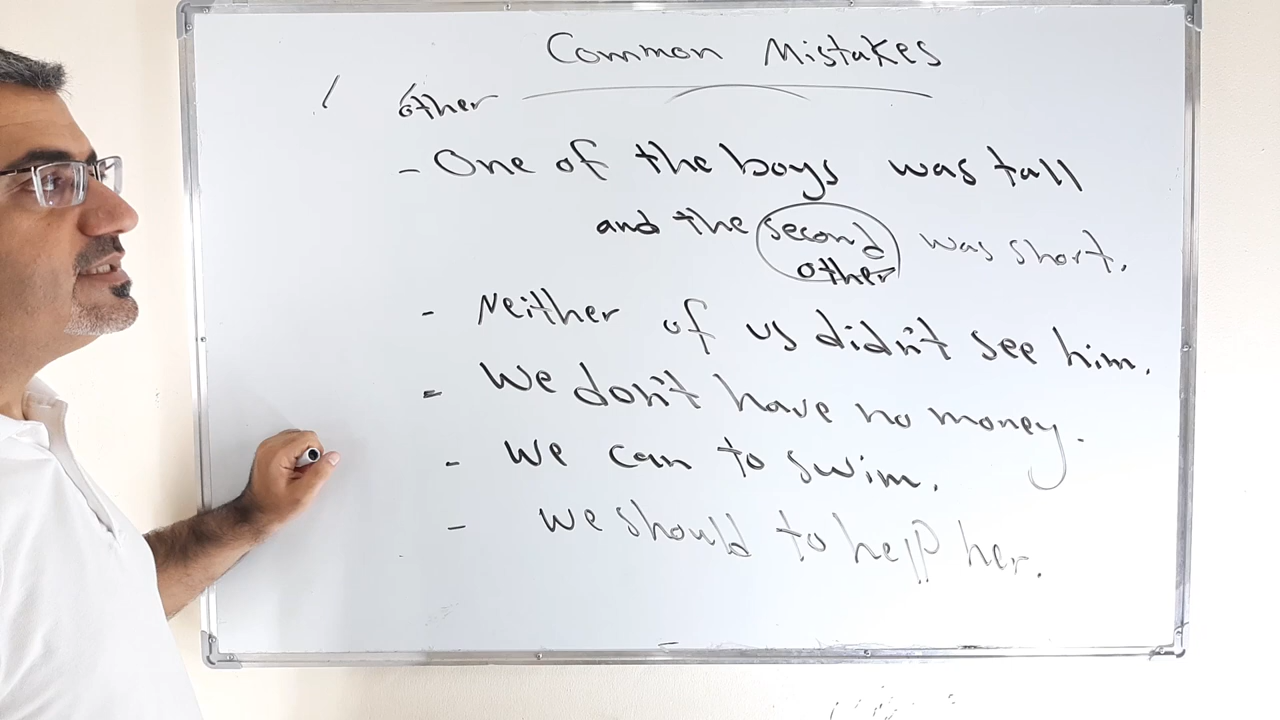 Common Mistakes
other
- One of the boys was tall
and the second was short.
other
- Neither of us didn't see him.
- We don't have no money.
- We can to swim.
- We should to help her.